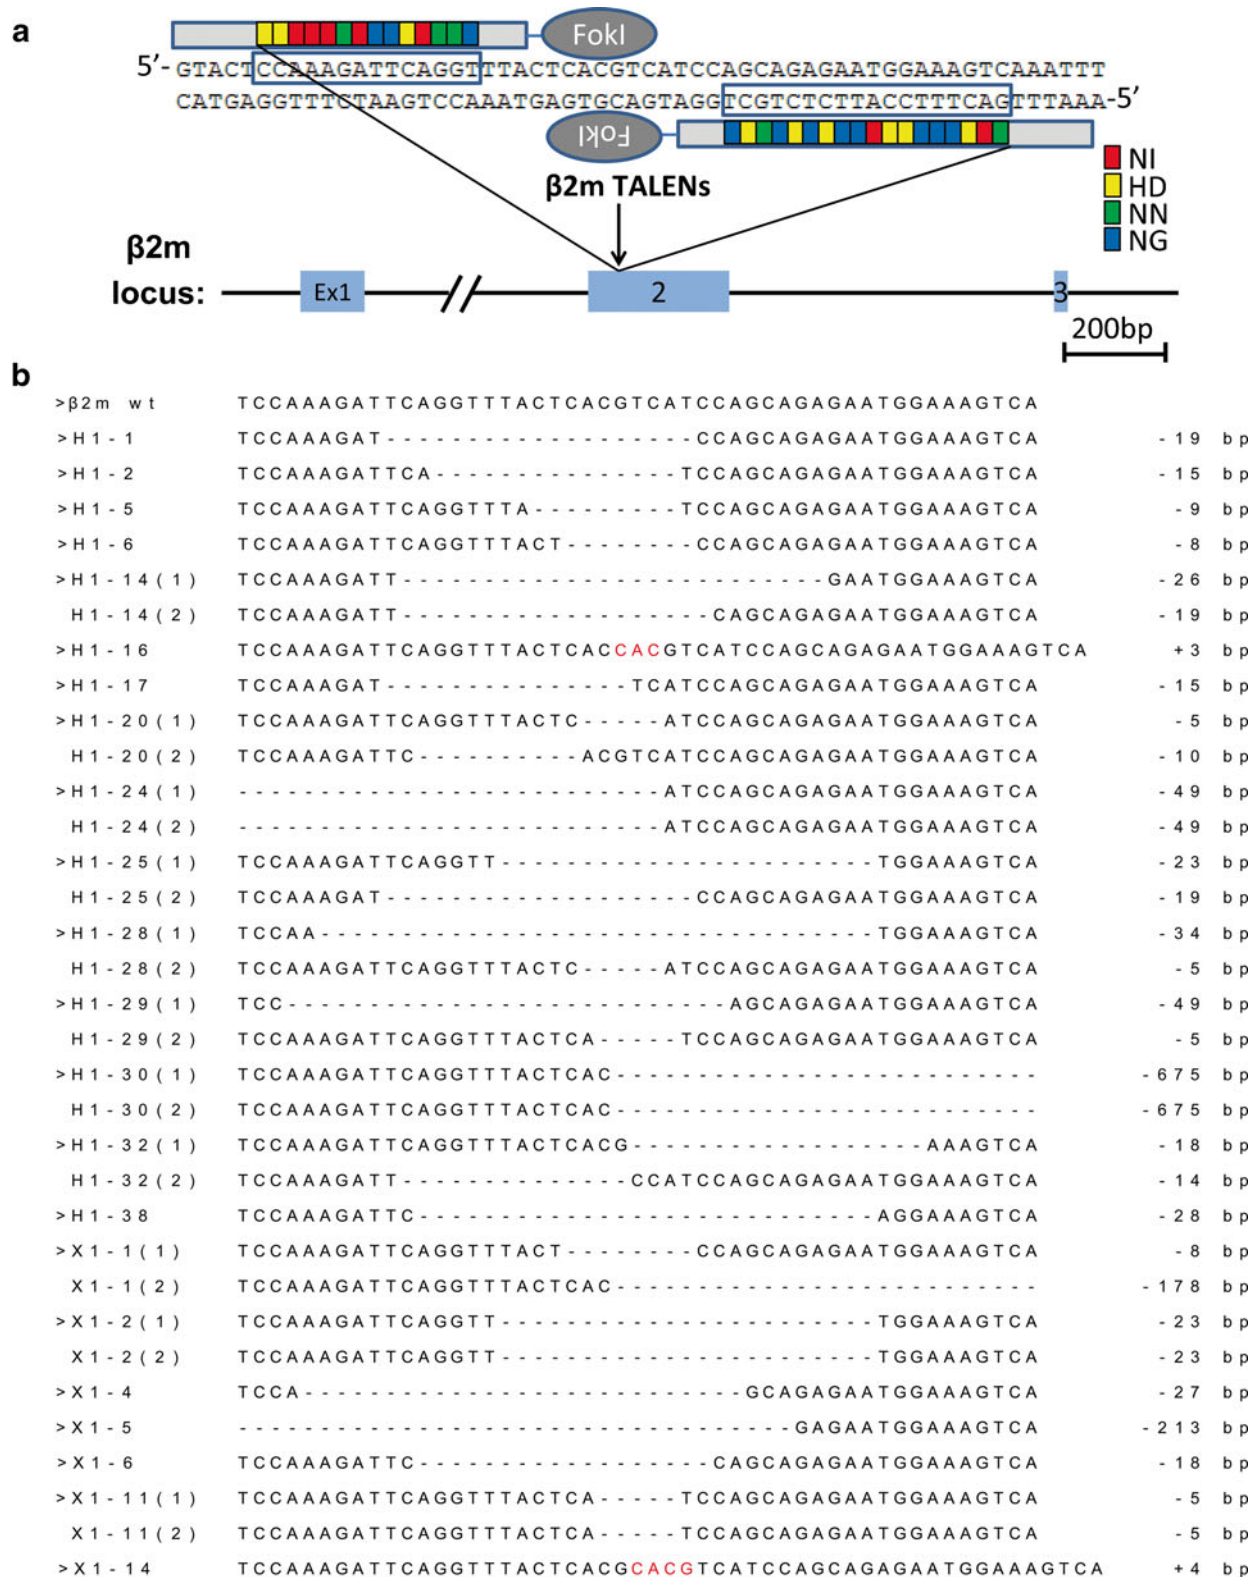 a
FokI
5’- GTACTCCAAAGATTCAGGTTTACTCACGTCATCCAGCAGAGAATGGAAAGTCAAATTT
CATGAGGTTTCTAAGTCCAAATGAGTGCAGTAGGTCGTCTCTTACCTTTCAGTTTAAA-5’
FokI
NI
HD
NN
NG
β2m TALENs
β2m locus:
Ex1
2
3
200bp
b
>β2m wt TCCAAAGATTCAGGTTTACTCACGTCATCCAGCAGAGAATGGAAAGTCA
>H1-1 TCCAAAGAT-------------------CCAGCAGAGAATGGAAAGTCA -19 bp
>H1-2 TCCAAAGATTCA---------------TCCAGCAGAGAATGGAAAGTCA -15 bp
>H1-5 TCCAAAGATTCAGGTTTA---------TCCAGCAGAGAATGGAAAGTCA -9 bp
>H1-6 TCCAAAGATTCAGGTTTACT--------CCAGCAGAGAATGGAAAGTCA -8 bp
>H1-14(1) TCCAAAGATT--------------------------GAATGGAAAGTCA -26 bp
H1-14(2) TCCAAAGATT-------------------CAGCAGAGAATGGAAAGTCA -19 bp
>H1-16 TCCAAAGATTCAGGTTTACTCACCACGTCATCCAGCAGAGAATGGAAAGTCA +3 bp
>H1-17 TCCAAAGAT---------------TCATCCAGCAGAGAATGGAAAGTCA -15 bp
>H1-20(1) TCCAAAGATTCAGGTTTACTC-----ATCCAGCAGAGAATGGAAAGTCA -5 bp
H1-20(2) TCCAAAGATTC----------ACGTCATCCAGCAGAGAATGGAAAGTCA -10 bp
>H1-24(1) --------------------------ATCCAGCAGAGAATGGAAAGTCA -49 bp
H1-24(2) --------------------------ATCCAGCAGAGAATGGAAAGTCA -49 bp
>H1-25(1) TCCAAAGATTCAGGTT-----------------------TGGAAAGTCA -23 bp
H1-25(2) TCCAAAGAT-------------------CCAGCAGAGAATGGAAAGTCA -19 bp
>H1-28(1) TCCAA----------------------------------TGGAAAGTCA -34 bp
H1-28(2) TCCAAAGATTCAGGTTTACTC-----ATCCAGCAGAGAATGGAAAGTCA -5 bp
>H1-29(1) TCC---------------------------AGCAGAGAATGGAAAGTCA -49 bp
H1-29(2) TCCAAAGATTCAGGTTTACTCA-----TCCAGCAGAGAATGGAAAGTCA -5 bp
>H1-30(1) TCCAAAGATTCAGGTTTACTCAC-------------------------- -675 bp
H1-30(2) TCCAAAGATTCAGGTTTACTCAC-------------------------- -675 bp
>H1-32(1) TCCAAAGATTCAGGTTTACTCACG------------------AAAGTCA -18 bp
H1-32(2) TCCAAAGATT--------------CCATCCAGCAGAGAATGGAAAGTCA -14 bp
>H1-38 TCCAAAGATTC----------------------------AGGAAAGTCA -28 bp
>X1-1(1) TCCAAAGATTCAGGTTTACT--------CCAGCAGAGAATGGAAAGTCA -8 bp
X1-1(2) TCCAAAGATTCAGGTTTACTCAC-------------------------- -178 bp
>X1-2(1) TCCAAAGATTCAGGTT-----------------------TGGAAAGTCA -23 bp
X1-2(2) TCCAAAGATTCAGGTT-----------------------TGGAAAGTCA -23 bp
>X1-4 TCCA---------------------------GCAGAGAATGGAAAGTCA -27 bp
>X1-5 ----------------------------------GAGAATGGAAAGTCA -213 bp
>X1-6 TCCAAAGATTC------------------CAGCAGAGAATGGAAAGTCA -18 bp
>X1-11(1) TCCAAAGATTCAGGTTTACTCA-----TCCAGCAGAGAATGGAAAGTCA -5 bp
X1-11(2) TCCAAAGATTCAGGTTTACTCA-----TCCAGCAGAGAATGGAAAGTCA -5 bp
>X1-14 TCCAAAGATTCAGGTTTACTCACGCACGTCATCCAGCAGAGAATGGAAAGTCA +4 bp